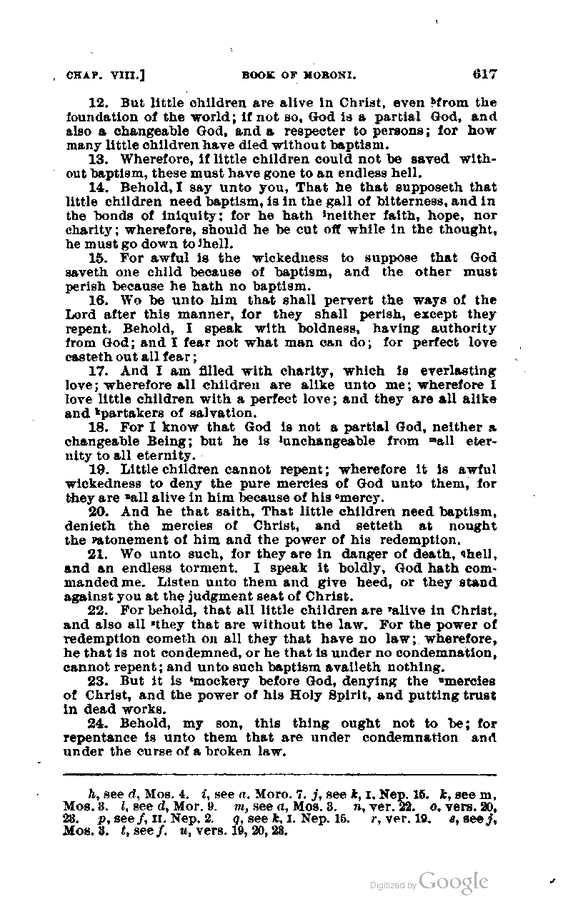 CHAP. VIII.] BOOK OF MORONI. 617
12. But little children are alive in Christ, even hfrom the
foundation of the world; if not so, God is a partial God, and
also a changeable God, and a respecter to persons; for how
many little children have died without baptism.
13. Wherefore, if little children could not be saved with-
out baptism, these must have gone to an endless hell.
14. Behold, I say unto you, That he that supposeth that
little children need baptism, is in the gall of bitterness, and in
the bonds of iniquity; for he hath ineither faith, hope, nor
charity; wherefore, should he be cut off while in the thought,
he must go down to jhell.
15. For awful is the wickedness to suppose that God
saveth one child because of baptism, and the other must
perish because he hath no baptism.
16. Wo be unto him that shall pervert the ways of the
Lord after this manner, for they shall perish, except they
repent. Behold, I speak with boldness, having authority
from God; and I fear not what man can do; for perfect love
casteth out all fear;
17. And I am filled with charity, which is everlasting
love; wherefore all children are alike unto me; wherefore I
love little children with a perfect love; and they are all alike
and kpartakers of salvation.
18. For I know that God is not a partial God, neither a
changeable Being; but he is lunchangeable from mall eter-
nity to all eternity.
19. Little children cannot repent; wherefore it is awful
wickedness to deny the pure mercies of God unto them, for
they are nall alive in him because of his omercy.
20. And he that saith, That little children need baptism,
denieth the mercies of Christ, and setteth at nought
the patonement of him and the power of his redemption.
21. Wo unto such, for they are in danger of death, qhell,
and an endless torment. I speak it boldly, God hath com-
manded me. Listen unto them and give heed, or they stand
against you at the judgment seat of Christ.
22. For behold, that all little children are ralive in Christ,
and also all sthey that are without the law. For the power of
redemption cometh on all they that have no law; wherefore,
he that is not condemned, or he that is under no condemnation,
cannot repent; and unto such baptism availeth nothing.
23. But it is tmockery before God, denying the umercies
of Christ, and the power of his Holy Spirit, and putting trust
in dead works.
24. Behold, my son, this thing ought not to be; for
repentance is unto them that are under condemnation and
under the curse of a broken law.
h, see d, Mos. 4. i, see a, Moro. 7. j, see k, I. Nep. 15. k, see m,
Mos. 3. l, see d, Mor. 9. m, see a, Mos. 3. n, ver. 22. o, vers. 20,
23. p, see f, II. Nep. 2. q, see k, I. Nep. 15. r, ver. 19. s, see j,
Mos. 3. t, see f. u, vers. 19, 20, 23.
Digitized by Google